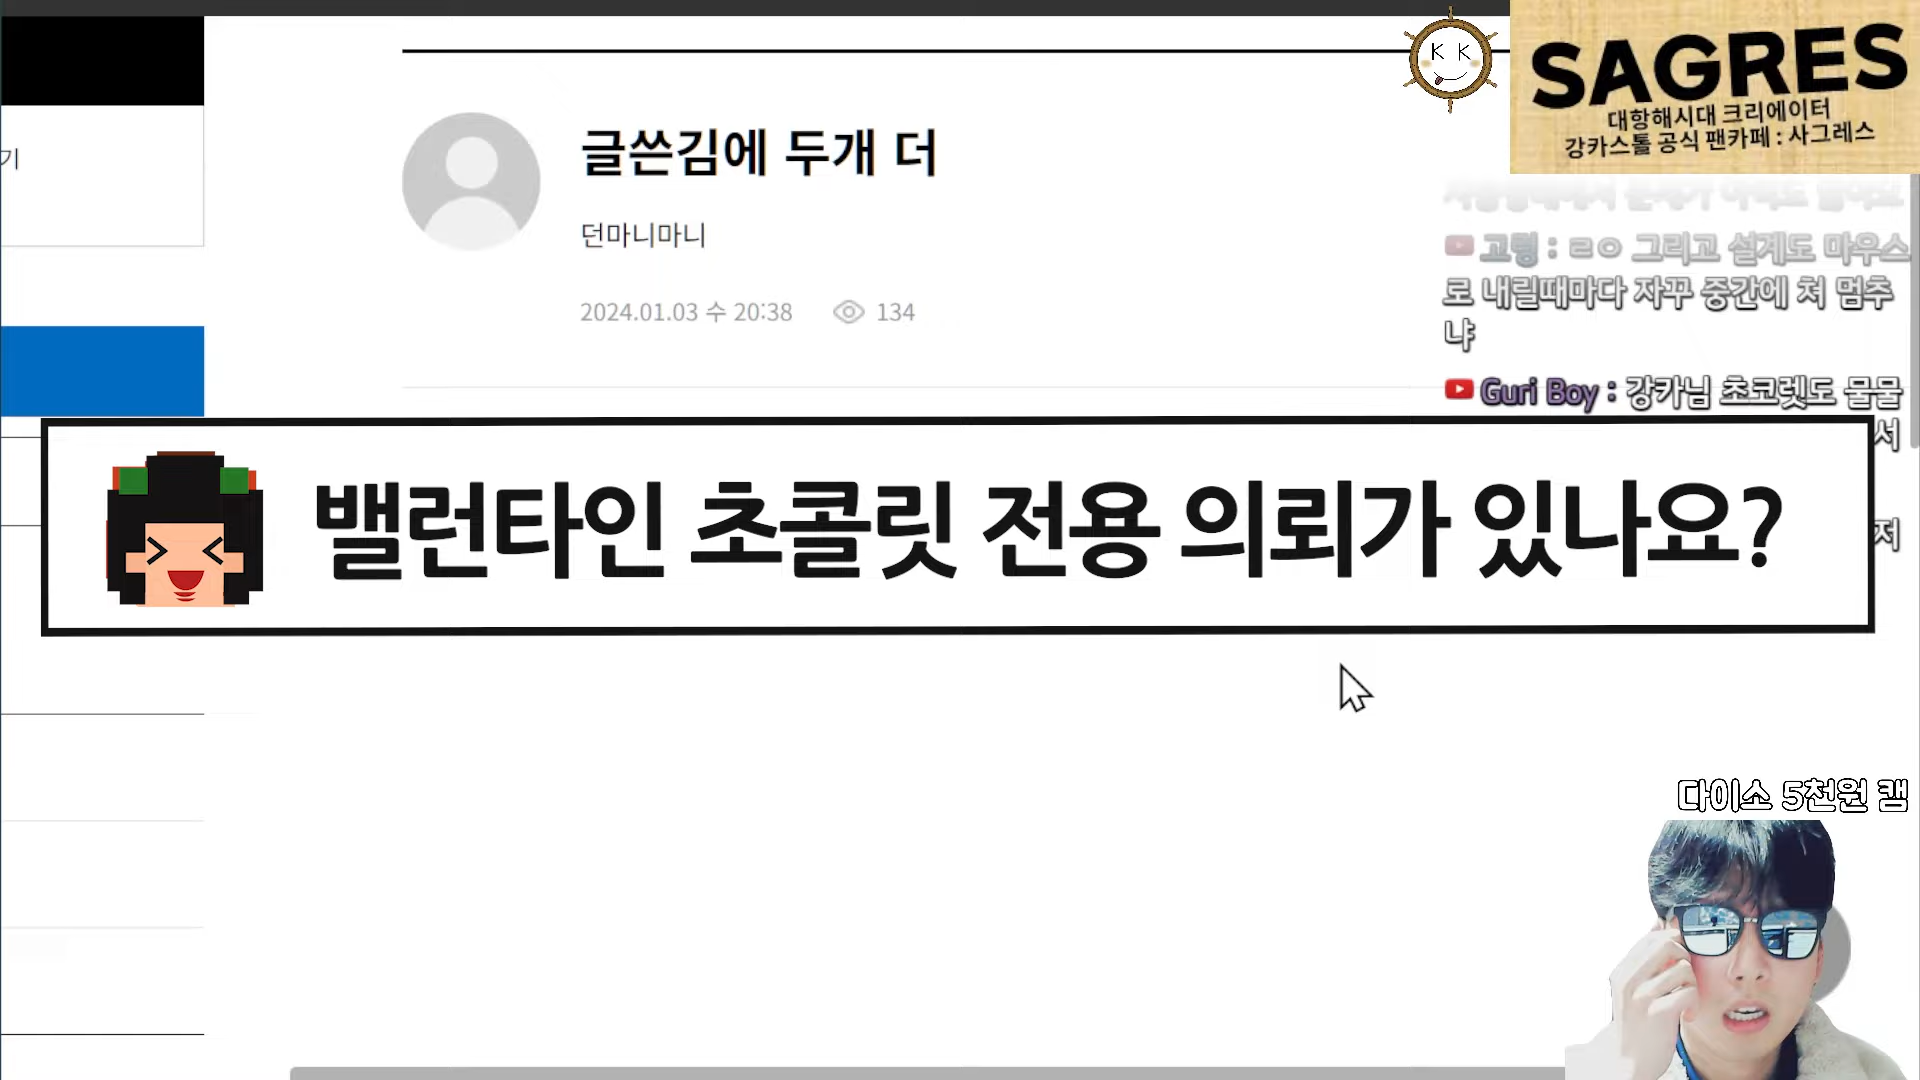 기
글쓴김에 두개 더
던마니마니
2024.01.03 수 20:38 134
K K
SAGRES
대항해시대 크리에이터
강카스톨 공식 팬카페 : 사그레스
고링 : ㄹㅇ 그리고 설계도 마우스
로 내릴때마다 자꾸 중간에 쳐 멈추
냐
Guri Boy : 강카님 초코렛도 물물
서
저
밸런타인 초콜릿 전용 의뢰가 있나요?
다이소 5천원 캠